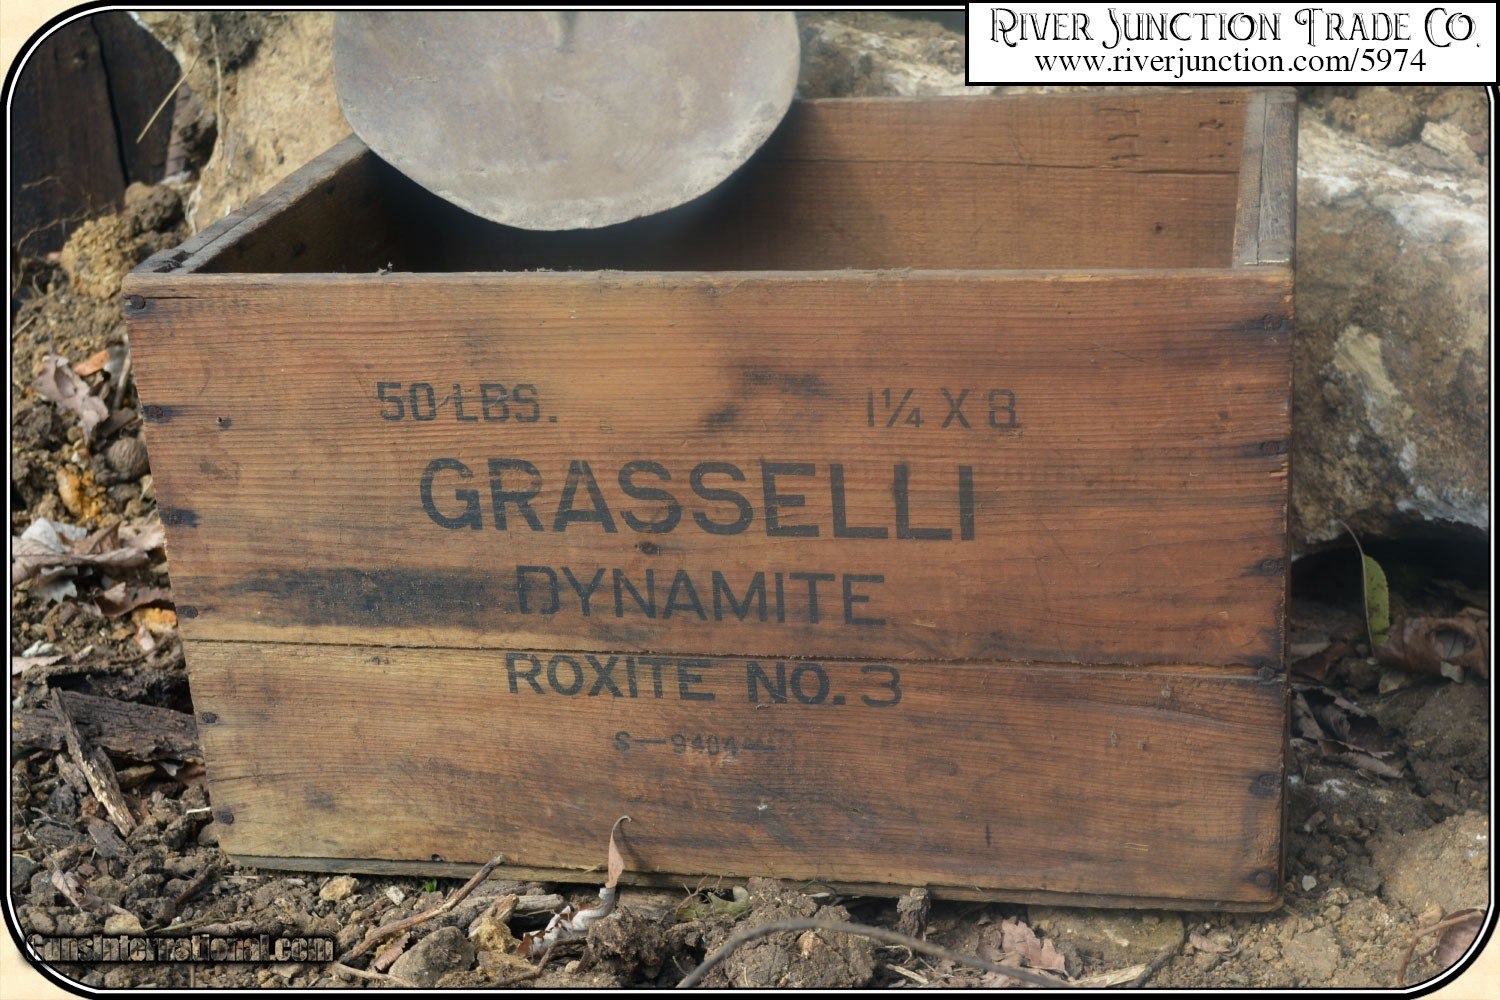 RIVER JUNCTION TRADE CO.
www.riverjunction.com/5974
50 LBS. 1¼ X 8
GRASSELLI
DYNAMITE
ROXITE NO. 3
GunsInternational.com